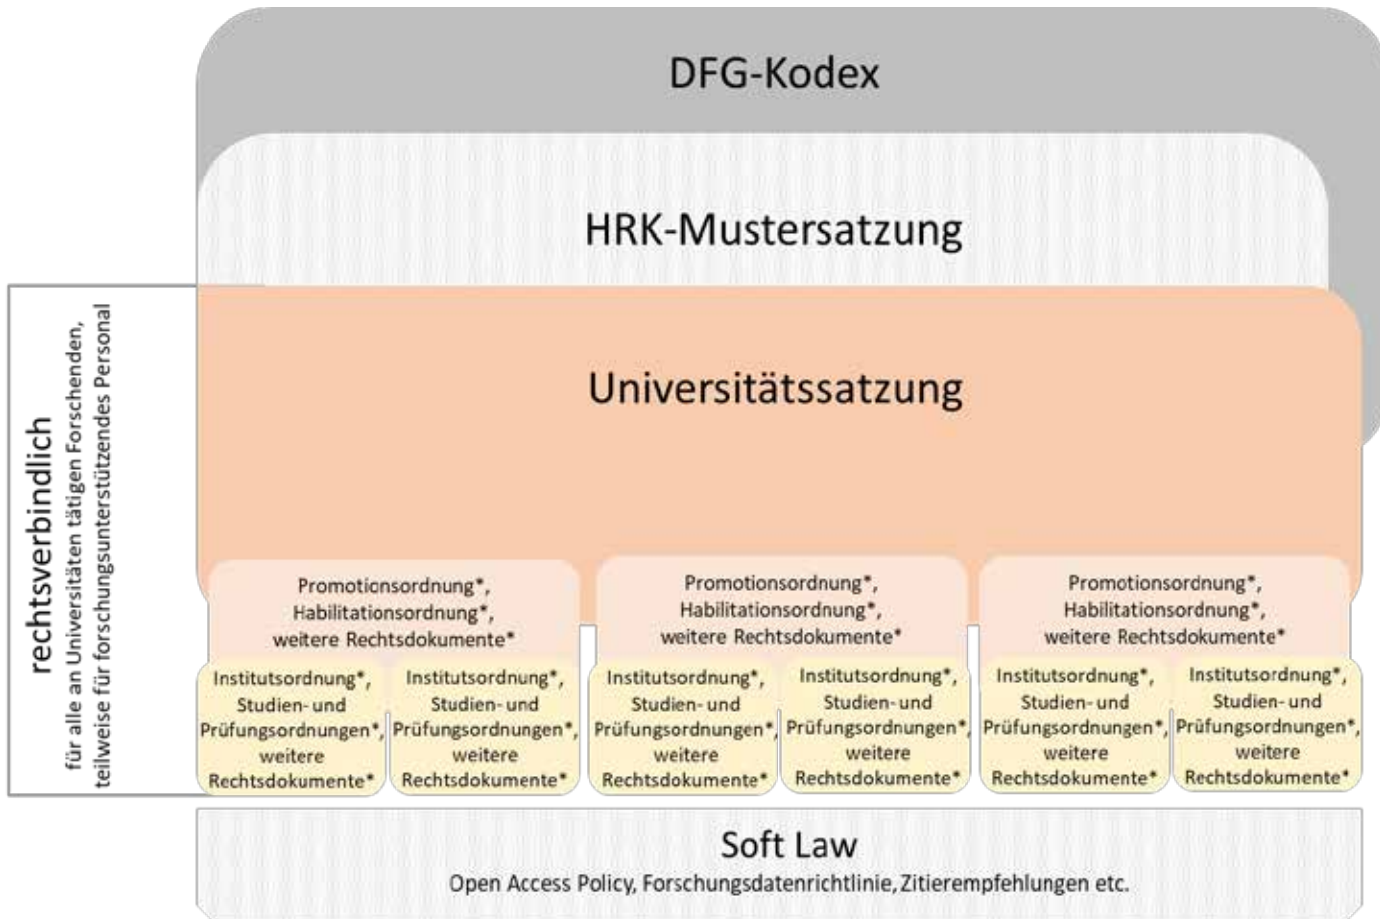 DFG-Kodex
HRK-Mustersatzung
Universitätssatzung
rechtsverbindlich
für alle an Universitäten tätigen Forschenden,
teilweise für forschungsunterstützendes Personal
Promotionsordnung*,
Habilitationsordnung*,
weitere Rechtsdokumente*
Promotionsordnung*,
Habilitationsordnung*,
weitere Rechtsdokumente*
Promotionsordnung*,
Habilitationsordnung*,
weitere Rechtsdokumente*
Institutsordnung*,
Studien- und
Prüfungsordnungen*,
weitere
Rechtsdokumente*
Institutsordnung*,
Studien- und
Prüfungsordnungen*,
weitere
Rechtsdokumente*
Institutsordnung*,
Studien- und
Prüfungsordnungen*,
weitere
Rechtsdokumente*
Institutsordnung*,
Studien- und
Prüfungsordnungen*,
weitere
Rechtsdokumente*
Institutsordnung*,
Studien- und
Prüfungsordnungen*,
weitere
Rechtsdokumente*
Institutsordnung*,
Studien- und
Prüfungsordnungen*,
weitere
Rechtsdokumente*
Soft Law
Open Access Policy, Forschungsdatenrichtlinie, Zitierempfehlungen etc.